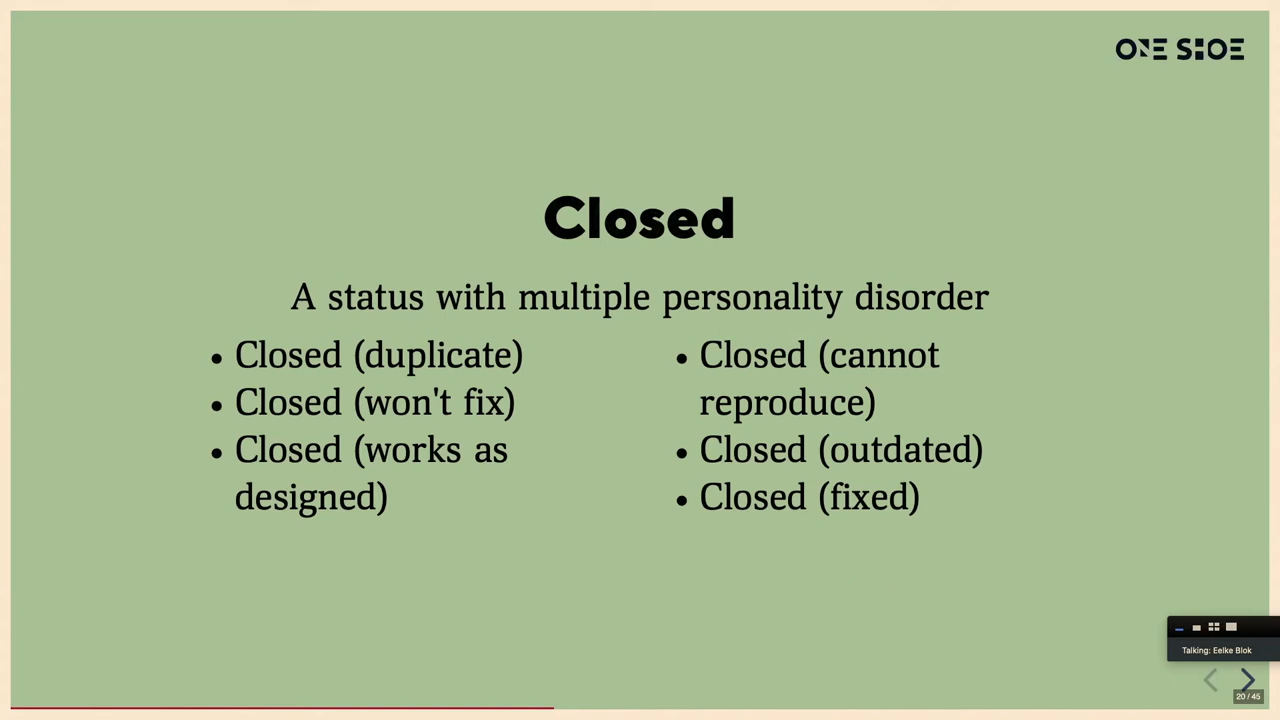 ONE SHOE
Closed
A status with multiple personality disorder
• Closed (duplicate)
• Closed (won't fix)
• Closed (works as
designed)
• Closed (cannot
reproduce)
• Closed (outdated)
• Closed (fixed)
Talking: Eelke Blok
20 / 45